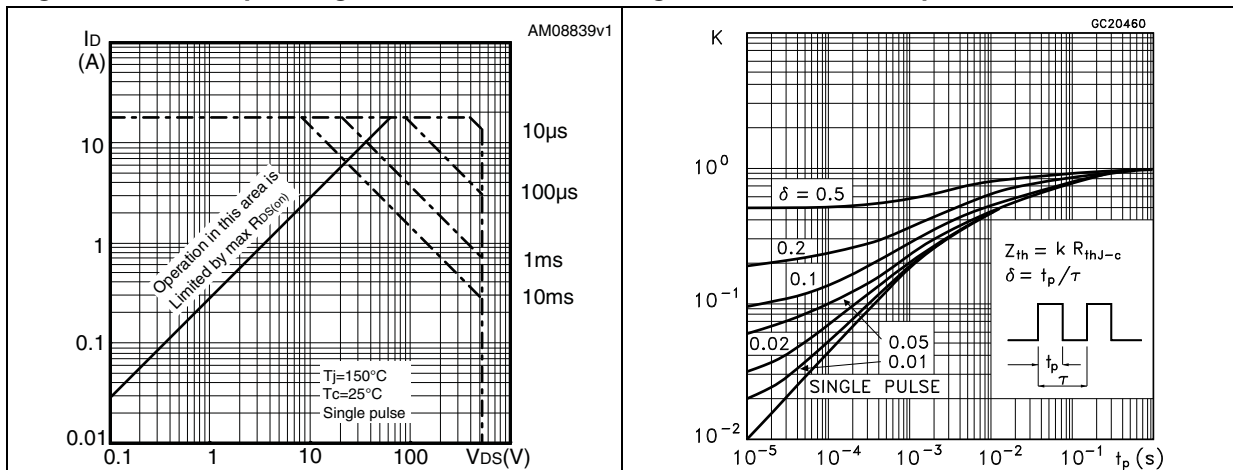 AM08839v1
ID
(A)
10
1
0.1
0.01
0.1
1
10
100
VDS(V)
10µs
100µs
1ms
10ms
Operation in this area is
Limited by max RDS(on)
Tj=150°C
Tc=25°C
Single pulse
GC20460
K
10⁰
10⁻¹
10⁻²
10⁻⁵
10⁻⁴
10⁻³
10⁻²
10⁻¹
tp (s)
δ = 0.5
0.2
0.1
0.05
0.02
0.01
SINGLE PULSE
Zth = k RthJ-c
δ = tp/τ
tp
τ